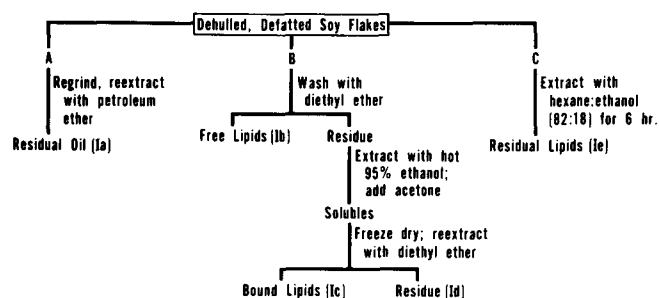 Dehulled, Defatted Soy Flakes
A
Regrind, reextract
with petroleum
ether
Residual Oil (Ia)
B
Wash with
diethyl ether
Free Lipids (Ib)
Residue
Extract with hot
95% ethanol;
add acetone
Solubles
Freeze dry; reextract
with diethyl ether
Bound Lipids (Ic)
Residue (Id)
C
Extract with
hexane:ethanol
(82:18) for 6 hr.
Residual Lipids (Ie)